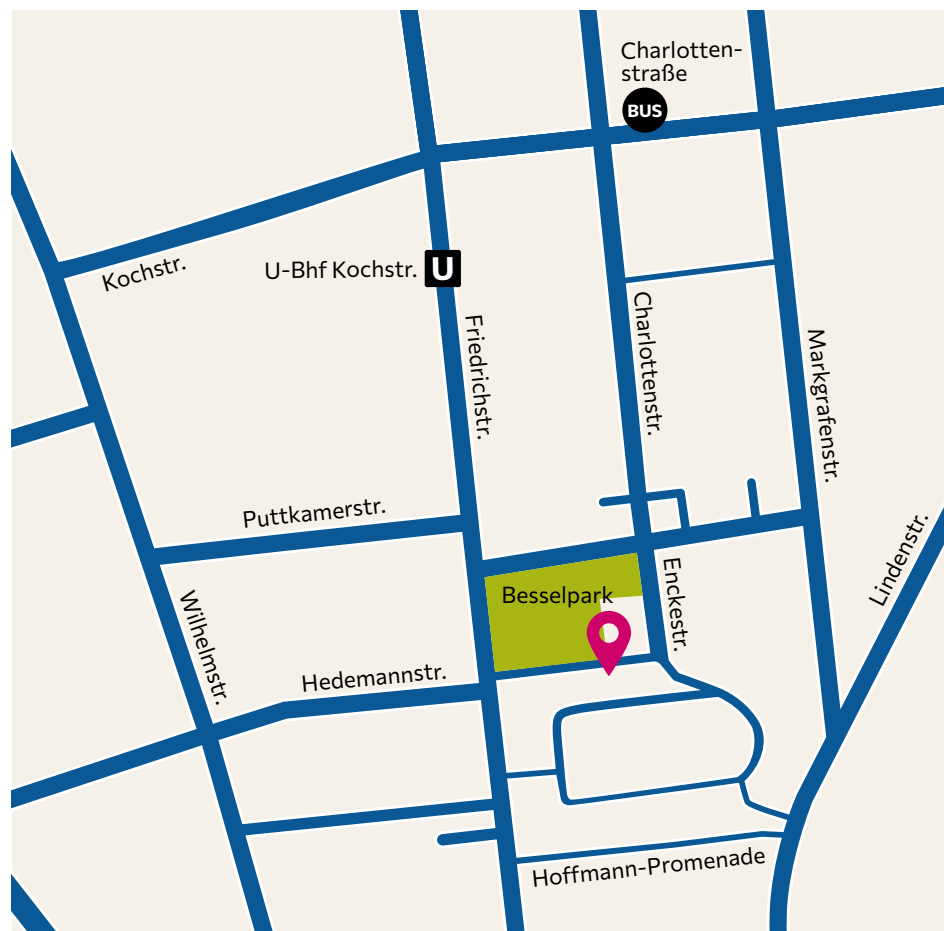 Charlotten-
straße
BUS
Kochstr.
U-Bhf Kochstr.
U
Friedrichstr.
Charlottenstr.
Markgrafenstr.
Puttkamerstr.
Lindenstr.
Besselpark
Enckestr.
Wilhelmstr.
Hedemannstr.
Hoffmann-Promenade